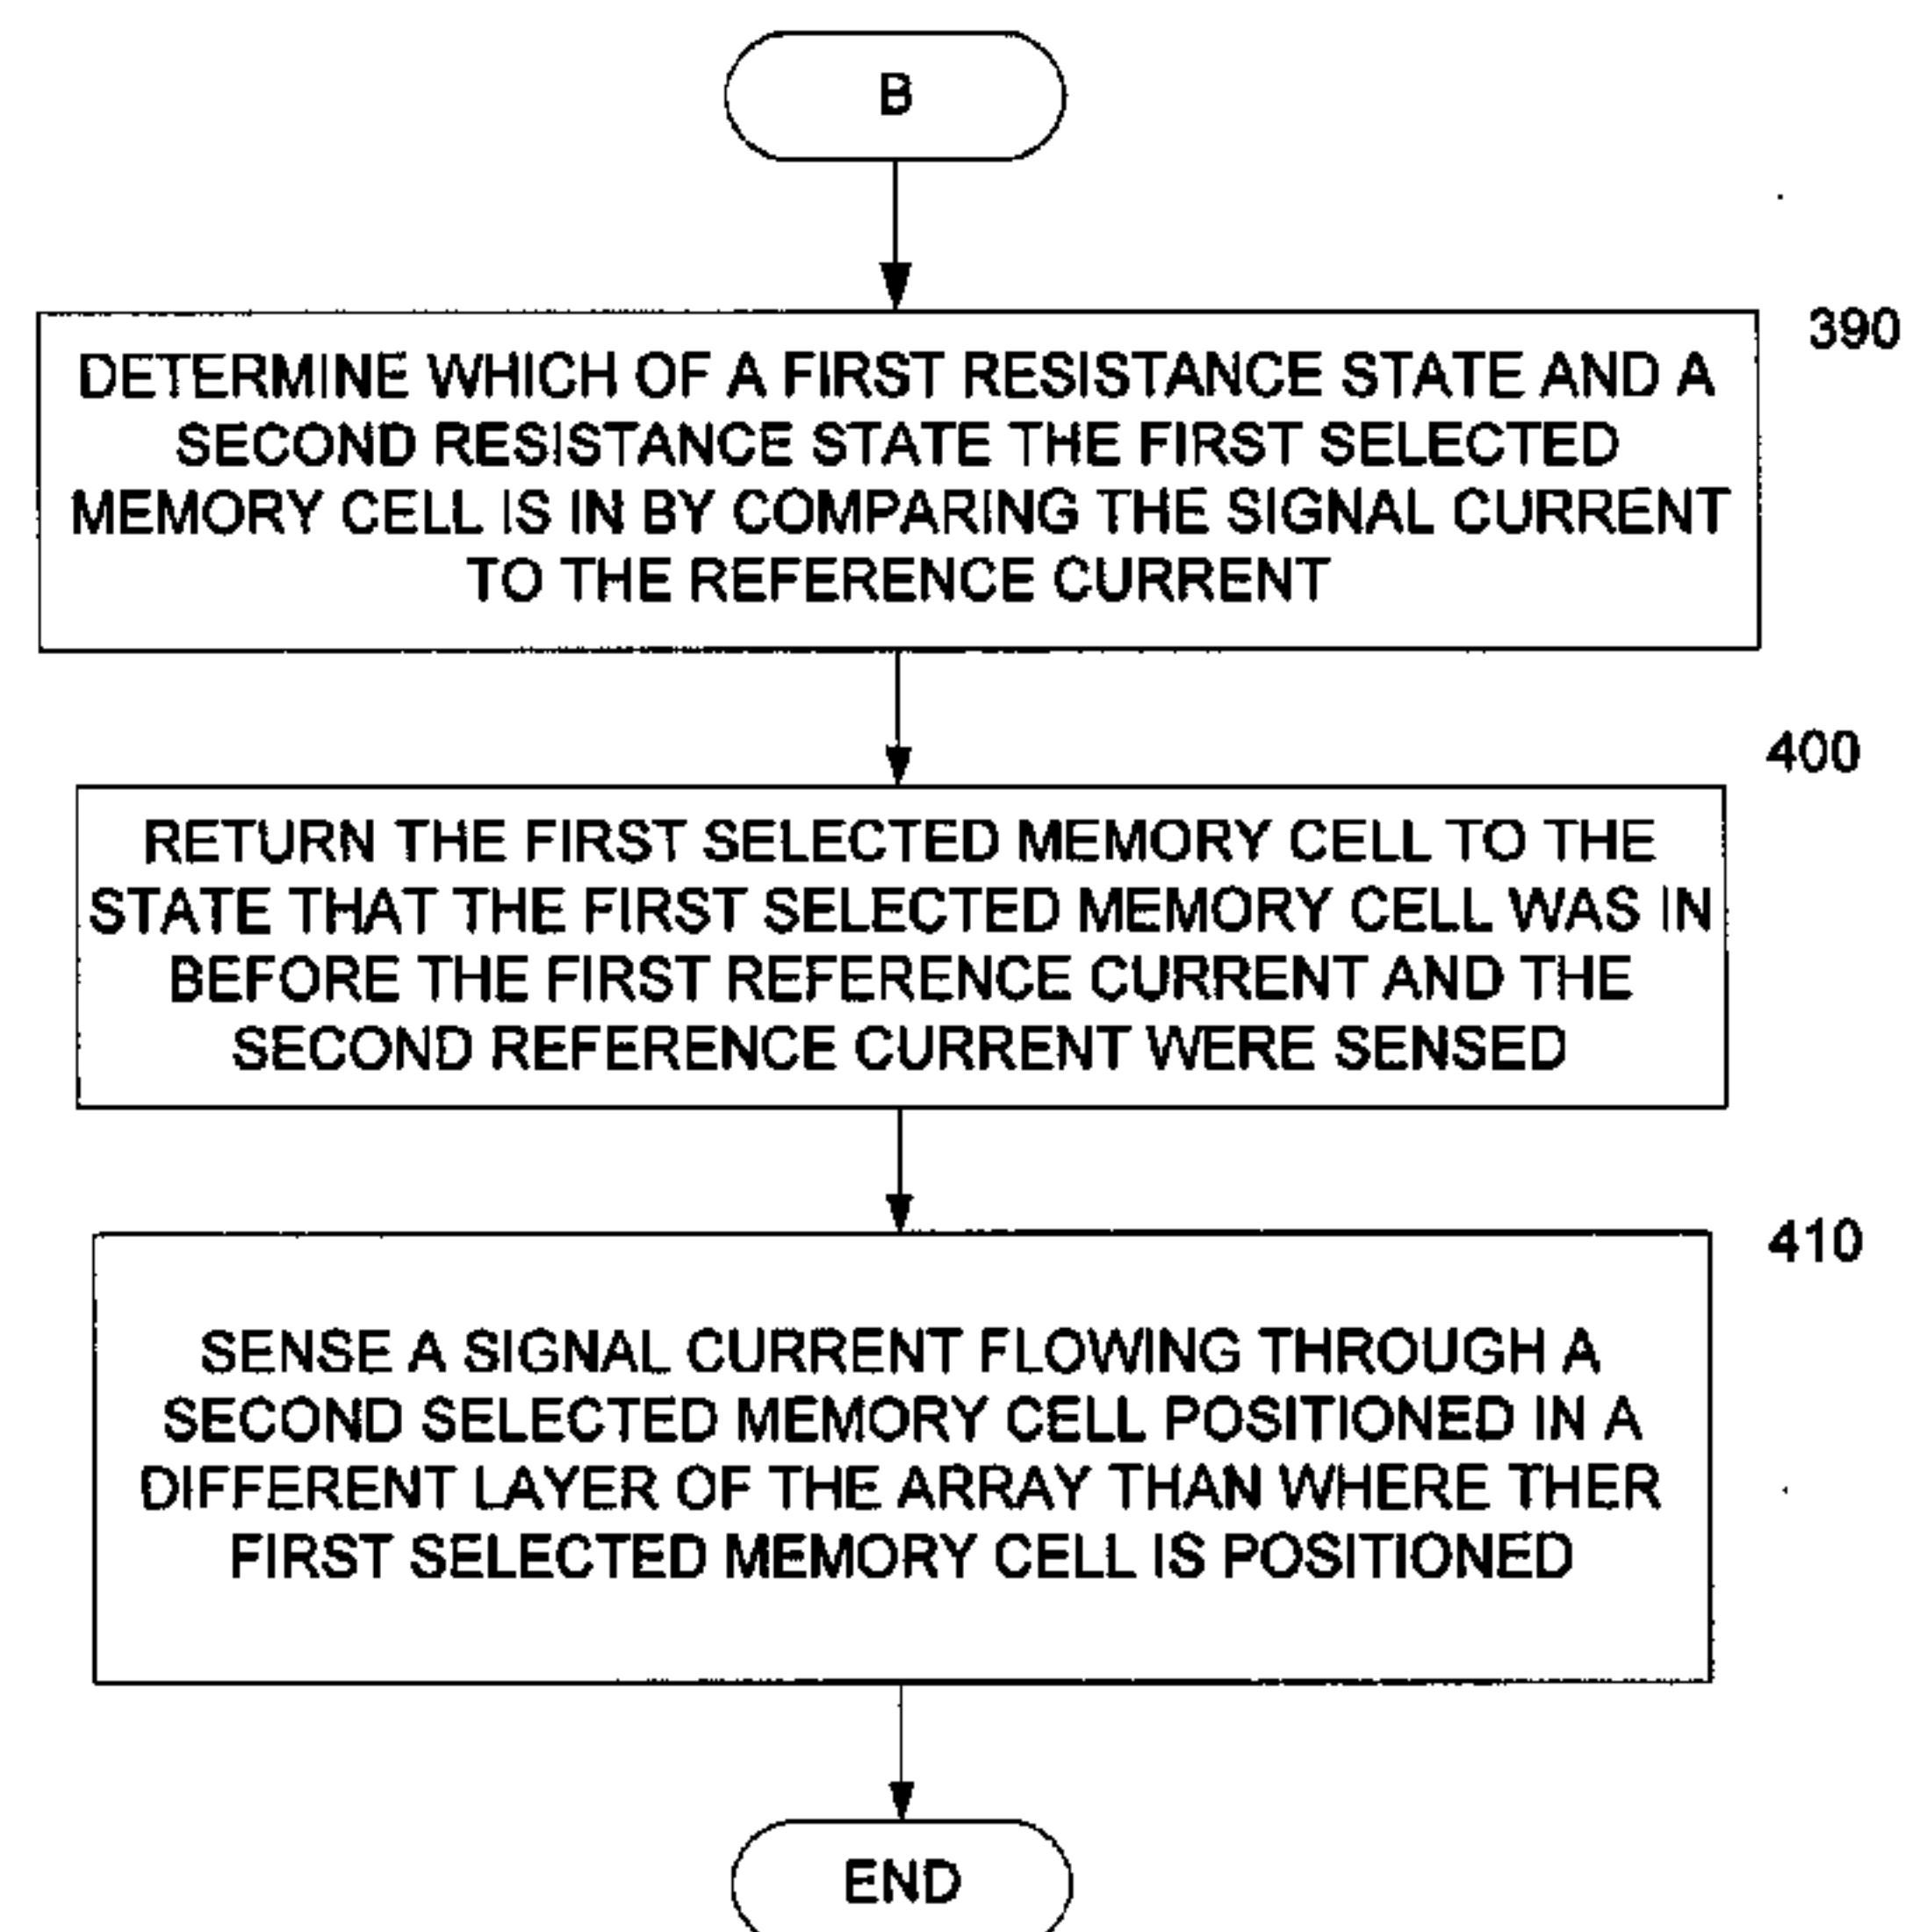 B
390
DETERMINE WHICH OF A FIRST RESISTANCE STATE AND A
SECOND RESISTANCE STATE THE FIRST SELECTED
MEMORY CELL IS IN BY COMPARING THE SIGNAL CURRENT
TO THE REFERENCE CURRENT
400
RETURN THE FIRST SELECTED MEMORY CELL TO THE
STATE THAT THE FIRST SELECTED MEMORY CELL WAS IN
BEFORE THE FIRST REFERENCE CURRENT AND THE
SECOND REFERENCE CURRENT WERE SENSED
410
SENSE A SIGNAL CURRENT FLOWING THROUGH A
SECOND SELECTED MEMORY CELL POSITIONED IN A
DIFFERENT LAYER OF THE ARRAY THAN WHERE THER
FIRST SELECTED MEMORY CELL IS POSITIONED
END